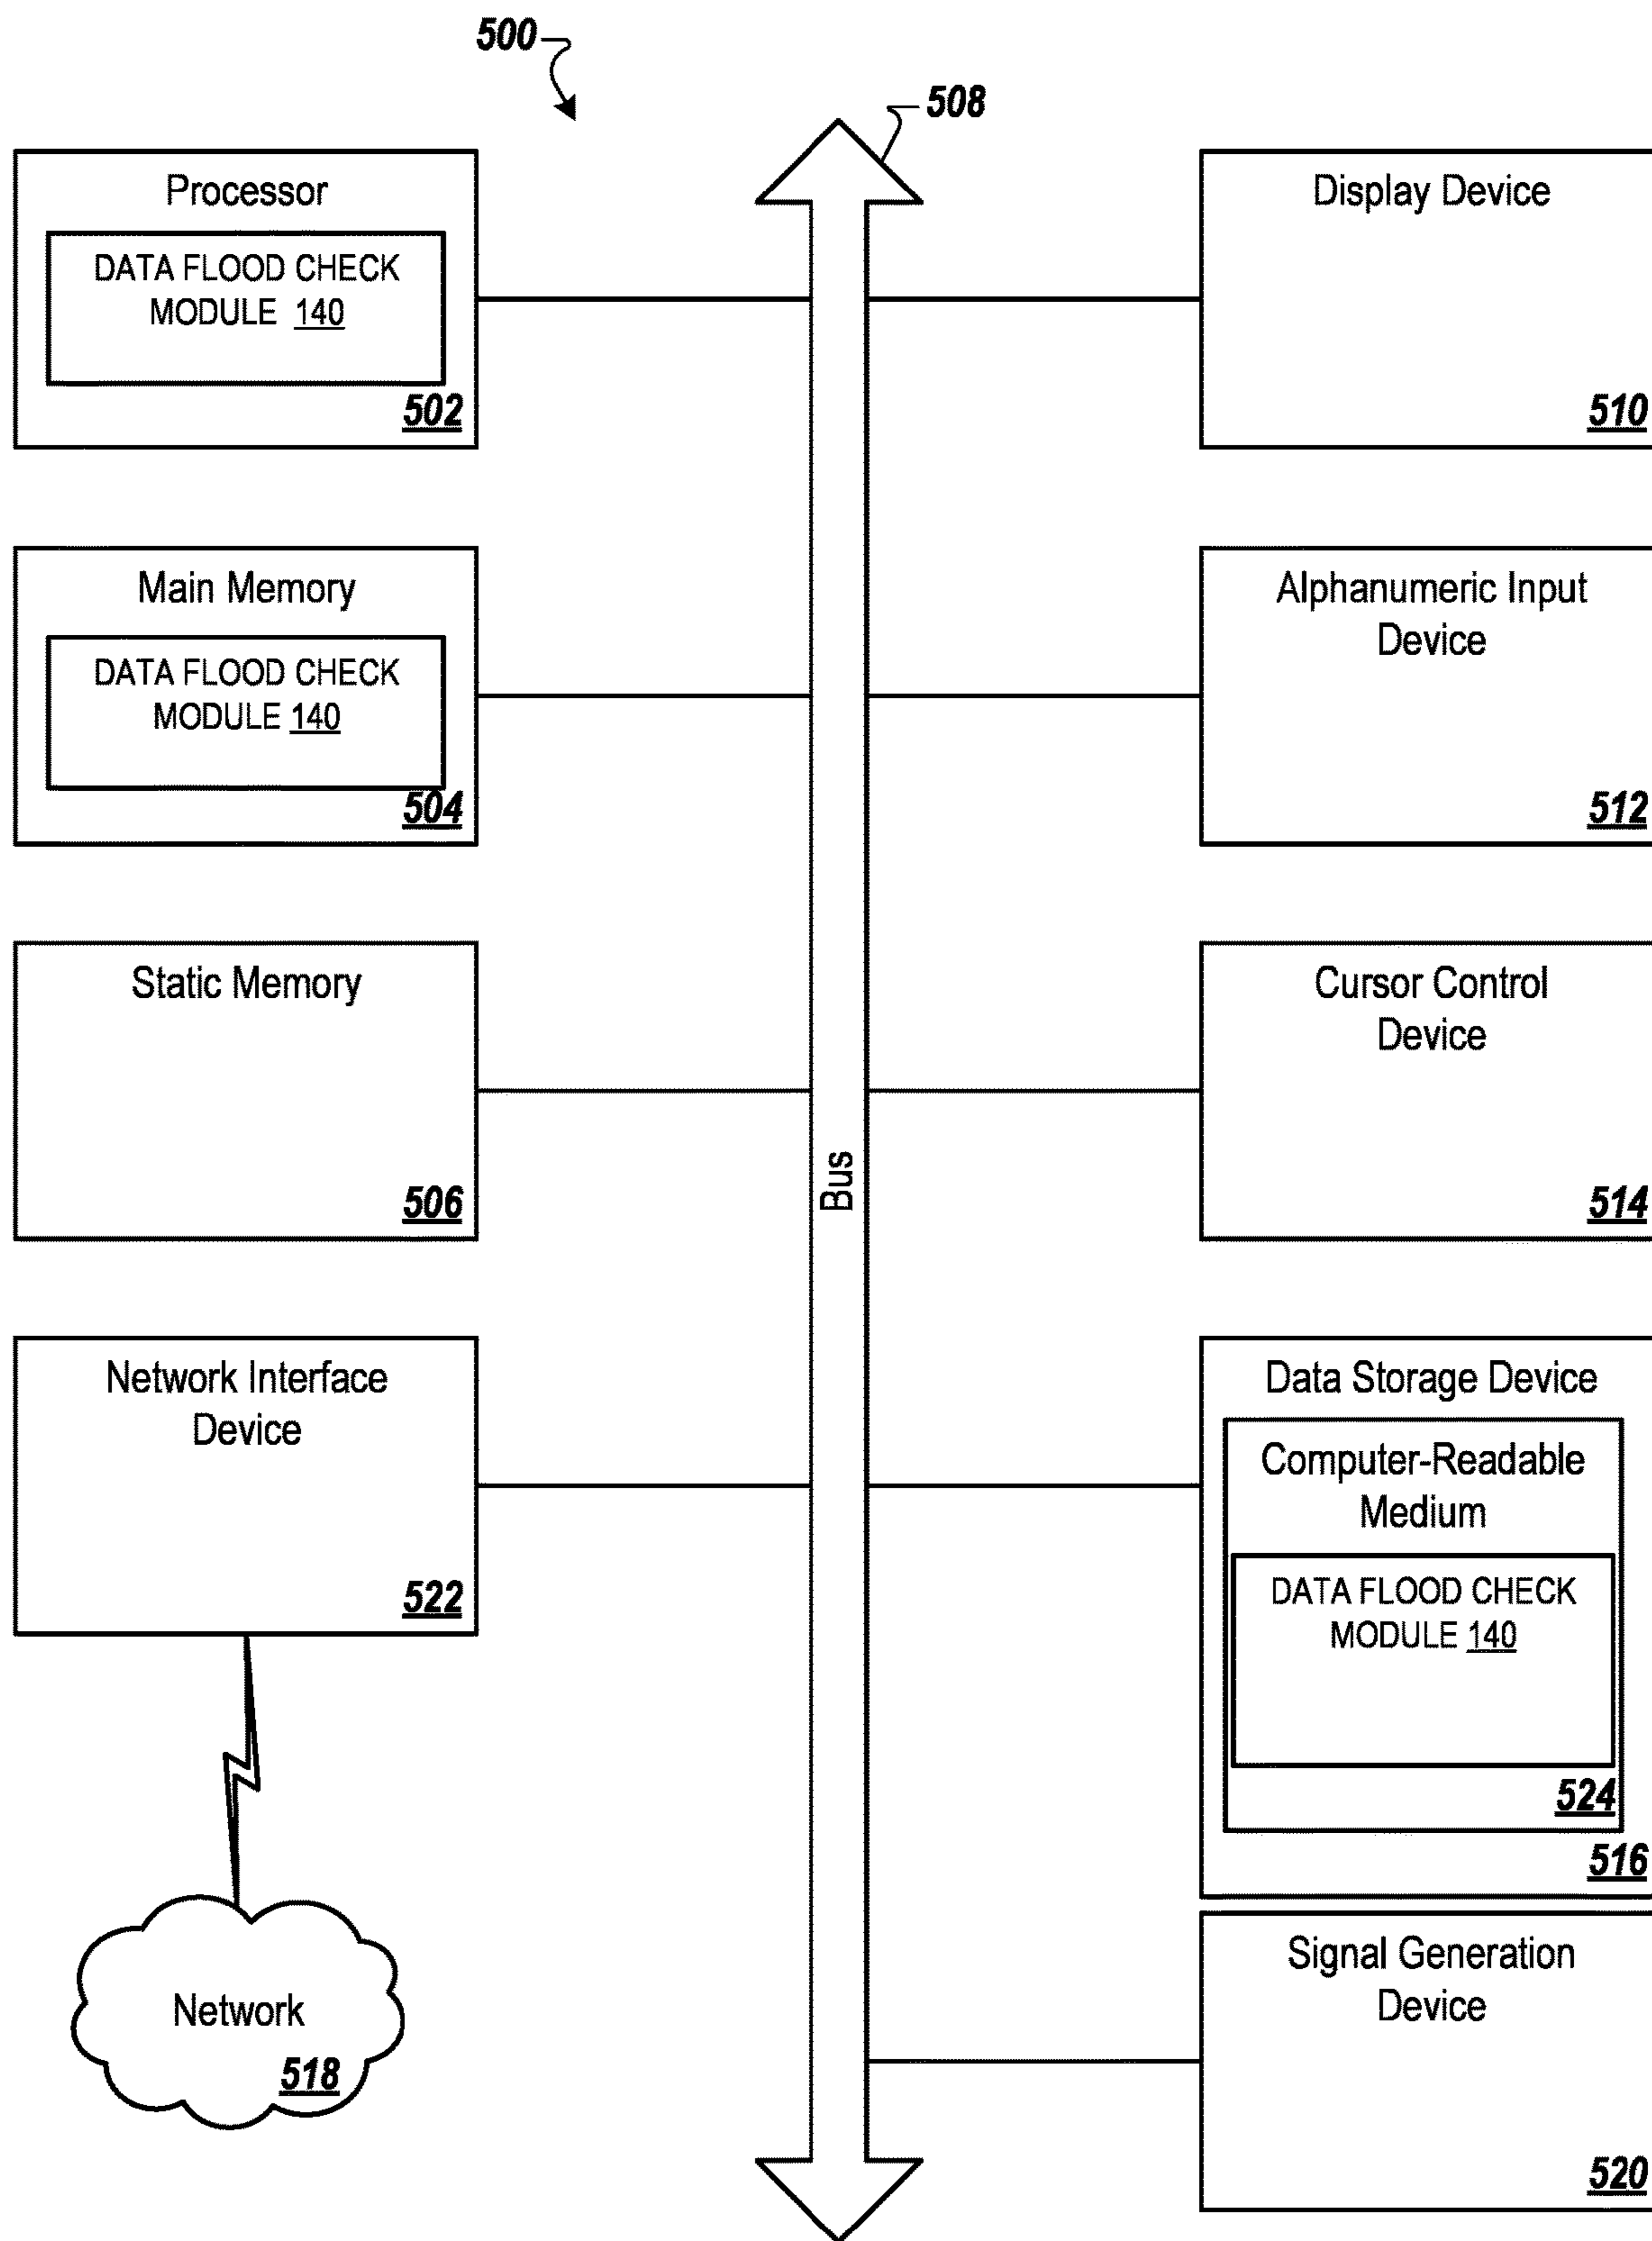 500
508
Processor
DATA FLOOD CHECK
MODULE 140
502
Display Device
510
Main Memory
DATA FLOOD CHECK
MODULE 140
504
Alphanumeric Input
Device
512
Static Memory
506
Cursor Control
Device
514
Bus
Network Interface
Device
522
Data Storage Device
Computer-Readable
Medium
DATA FLOOD CHECK
MODULE 140
524
516
Network
518
Signal Generation
Device
520